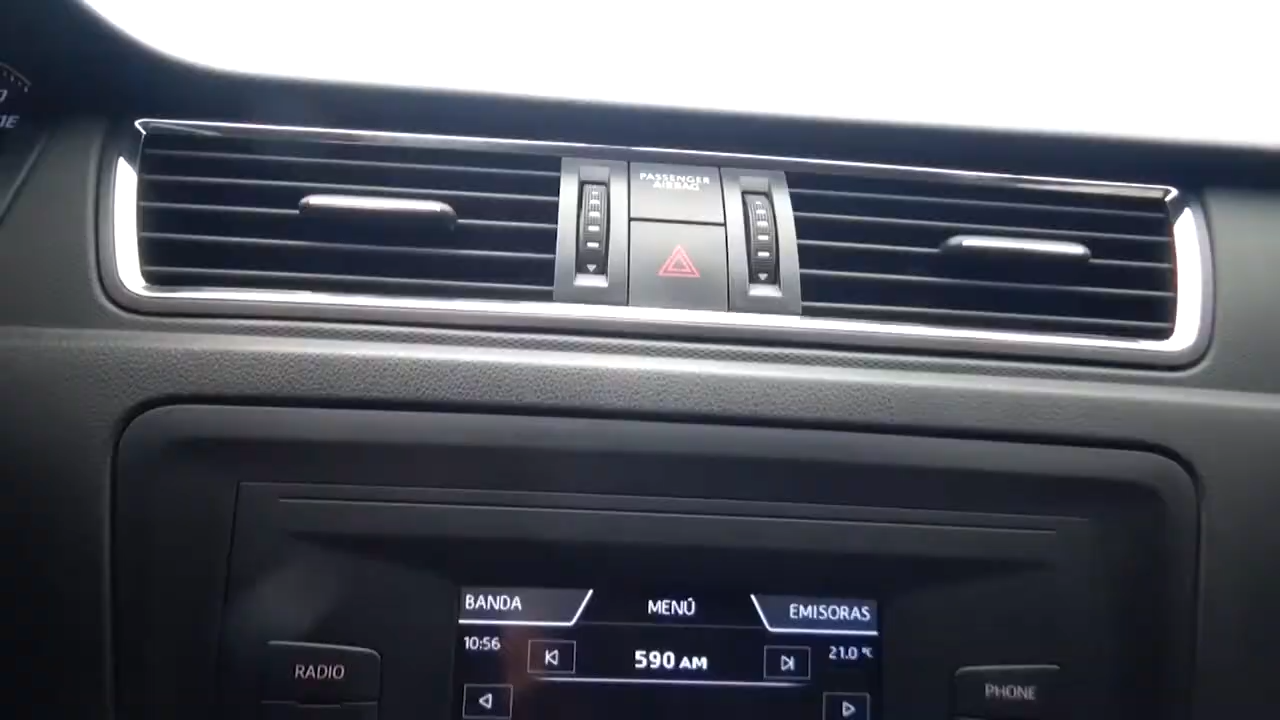 PASSENGER
AIRBAG
BANDA
MENÚ
EMISORAS
10:56
590 AM
21.0 °C
RADIO
PHONE